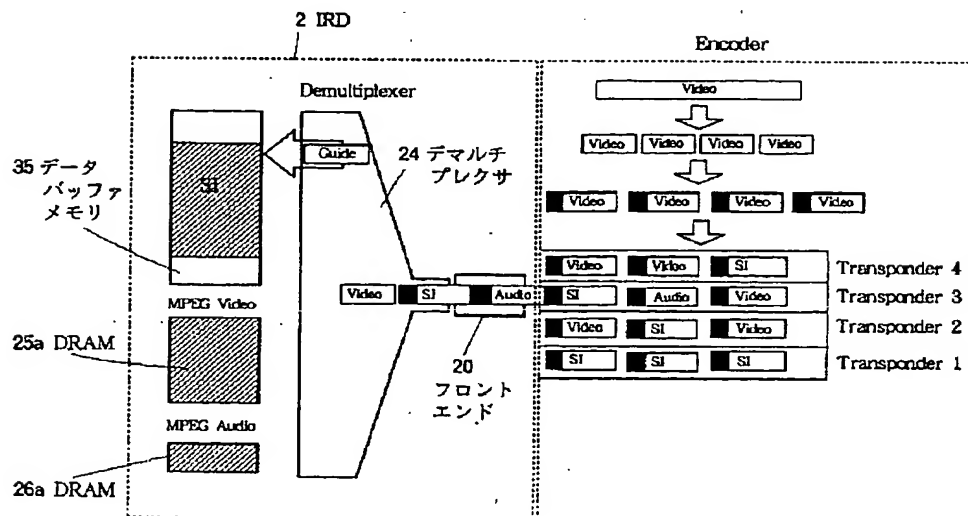 2 IRD
Encoder
Demultiplexer
Video
Video Video Video Video
Guide
24 デマルチ
プレクサ
35 データ
バッファ
メモリ
SI
Video Video Video Video
Video Video SI Transponder 4
Video SI Audio SI Audio Video Transponder 3
MPEG Video
Video SI Video Transponder 2
25a DRAM
SI SI SI Transponder 1
20
フロント
エンド
MPEG Audio
26a DRAM